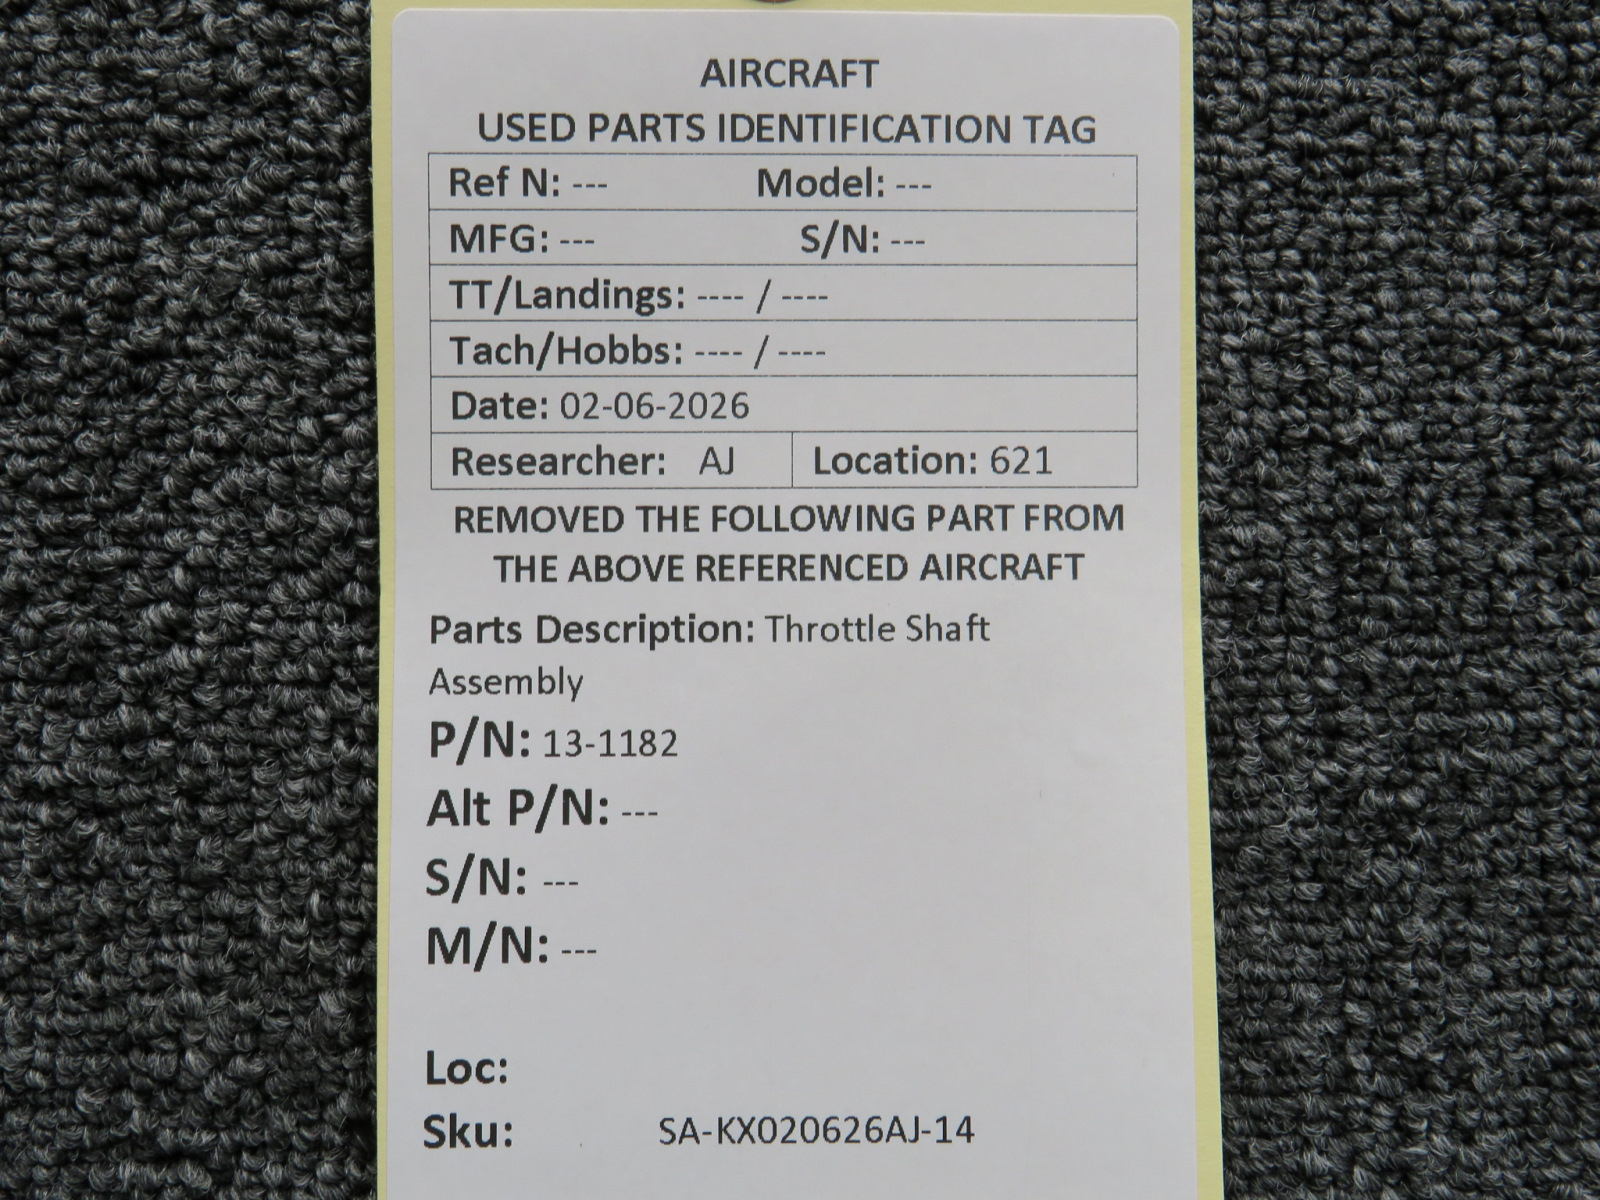 AIRCRAFT
USED PARTS IDENTIFICATION TAG
Ref N: --- Model: ---
MFG: --- S/N: ---
TT/Landings: ---- / ----
Tach/Hobbs: ---- / ----
Date: 02-06-2026
Researcher: AJ Location: 621
REMOVED THE FOLLOWING PART FROM
THE ABOVE REFERENCED AIRCRAFT
Parts Description: Throttle Shaft
Assembly
P/N: 13-1182
Alt P/N: ---
S/N: ---
M/N: ---
Loc:
Sku: SA-KX020626AJ-14